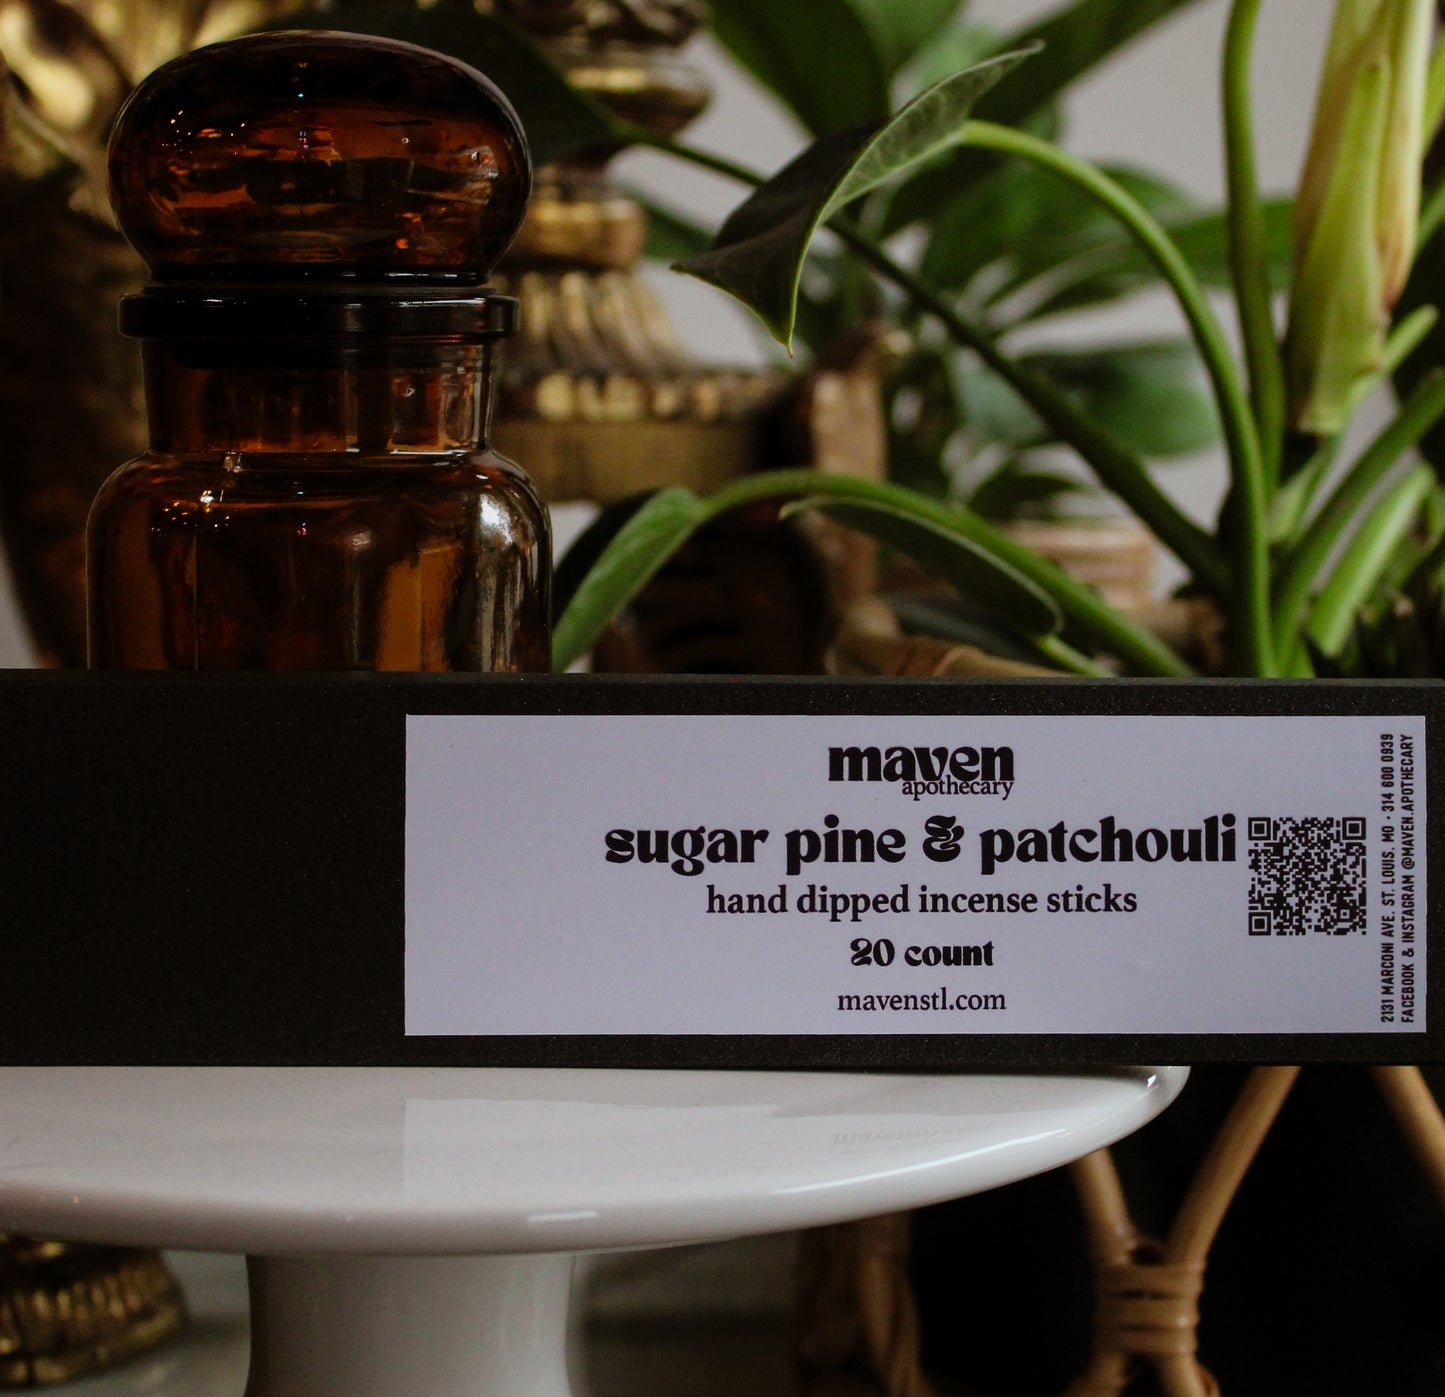 maven
apothecary
sugar pine & patchouli
hand dipped incense sticks
20 count
mavenstl.com
2131 MARCONI AVE. ST. LOUIS, MO • 314 600 0939
FACEBOOK & INSTAGRAM @MAVEN.APOTHECARY